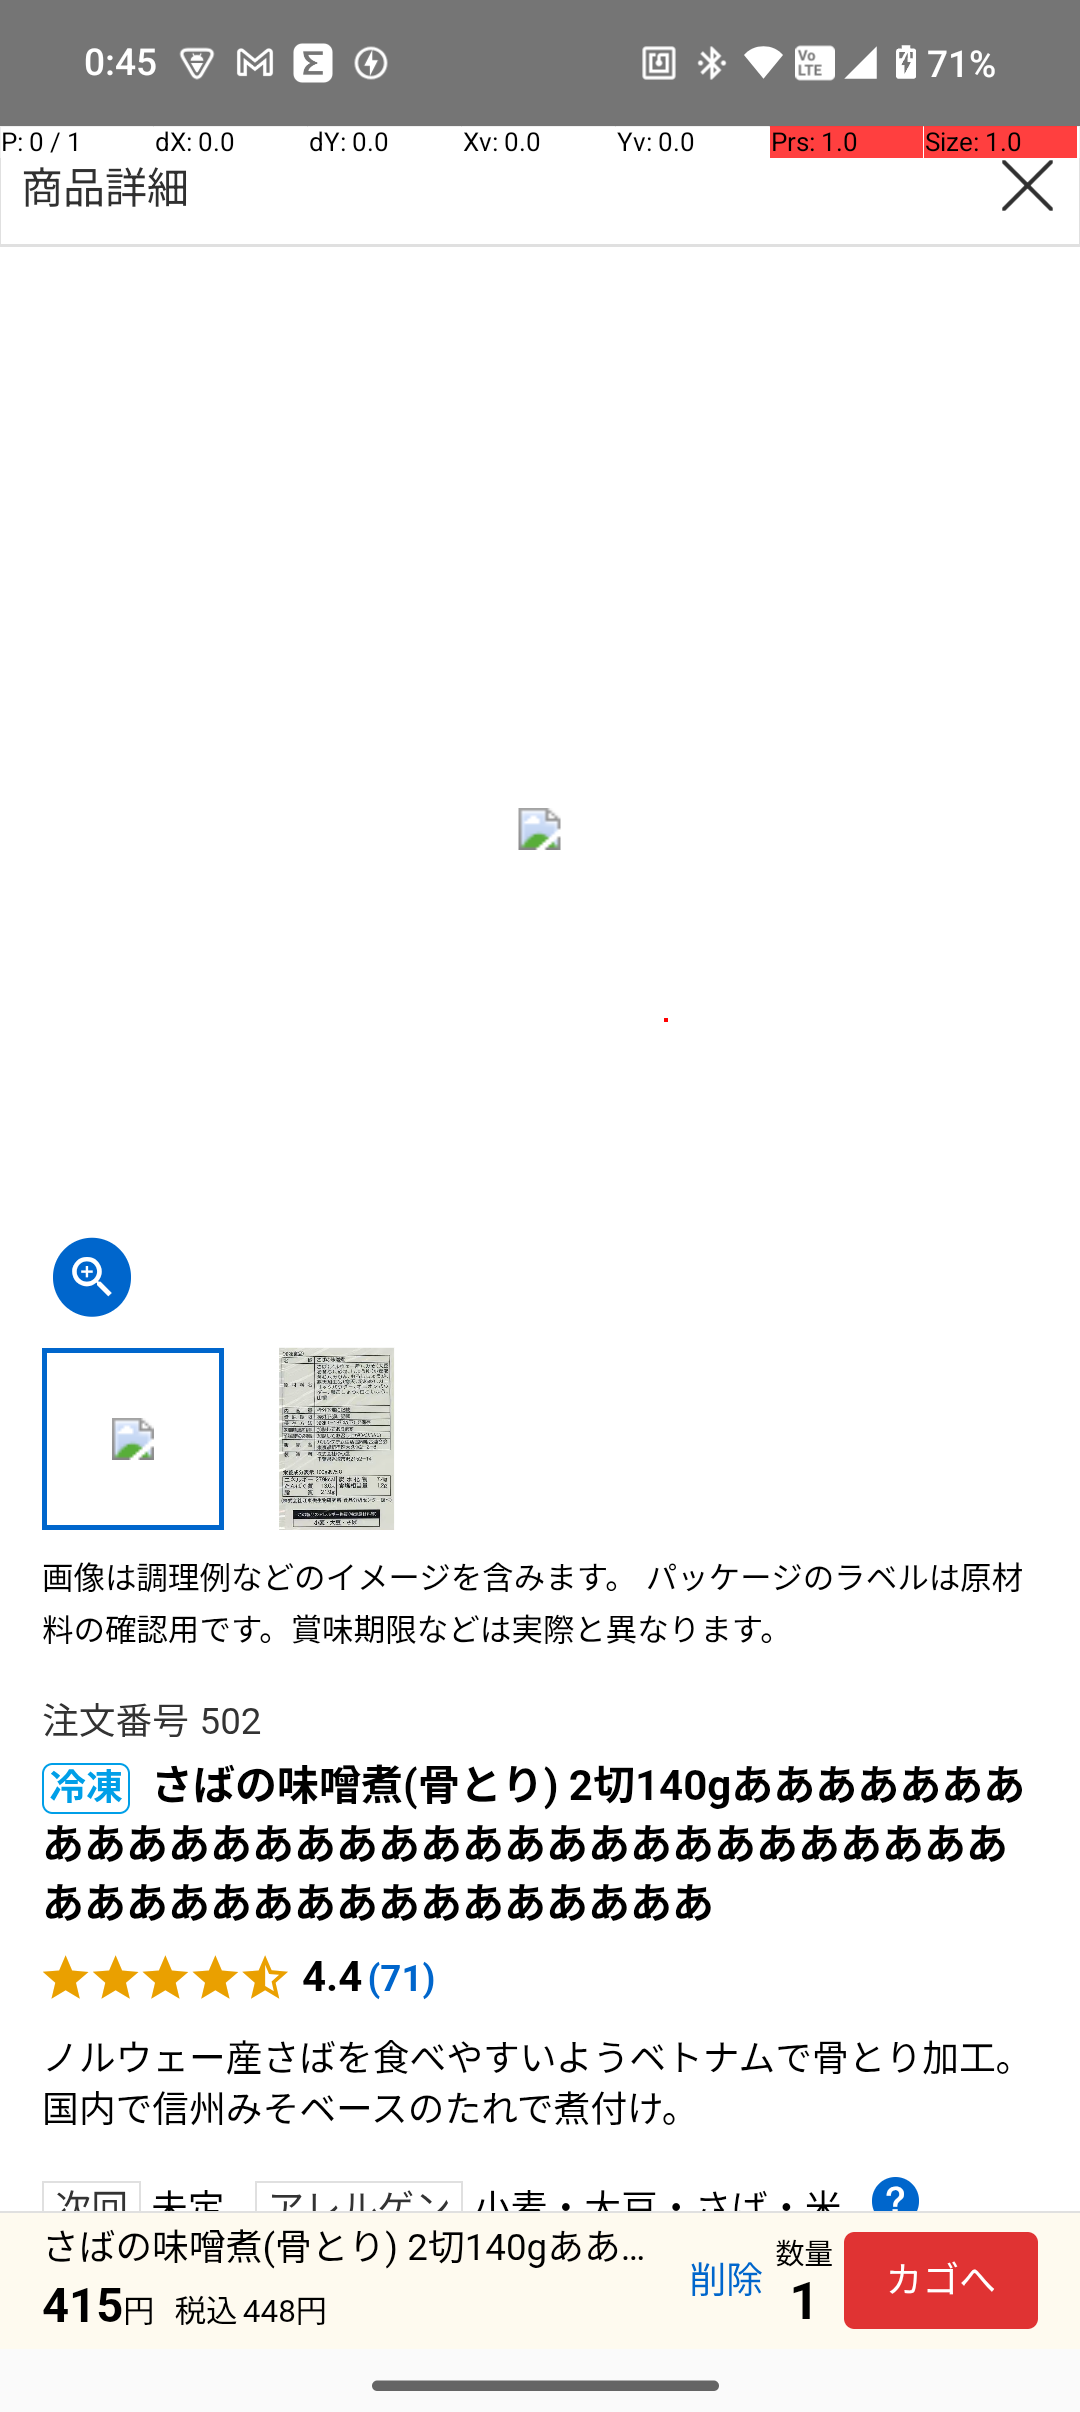 0:45 Vo LTE 71%
P: 0 / 1 dX: 0.0 dY: 0.0 Xv: 0.0 Yv: 0.0 Prs: 1.0 Size: 1.0
商品詳細
画像は調理例などのイメージを含みます。 パッケージのラベルは原材
料の確認用です。賞味期限などは実際と異なります。
注文番号 502
冷凍 さばの味噌煮(骨とり) 2切140gあああああああ
あああああああああああああああああああああああ
ああああああああああああああああ
4.4 (71)
ノルウェー産さばを食べやすいようベトナムで骨とり加工。
国内で信州みそベースのたれで煮付け。
次回 未定 アレルゲン 小麦・大豆・さば・米 ?
さばの味噌煮(骨とり) 2切140gああ...
415円 税込 448円
削除
数量
1
カゴへ